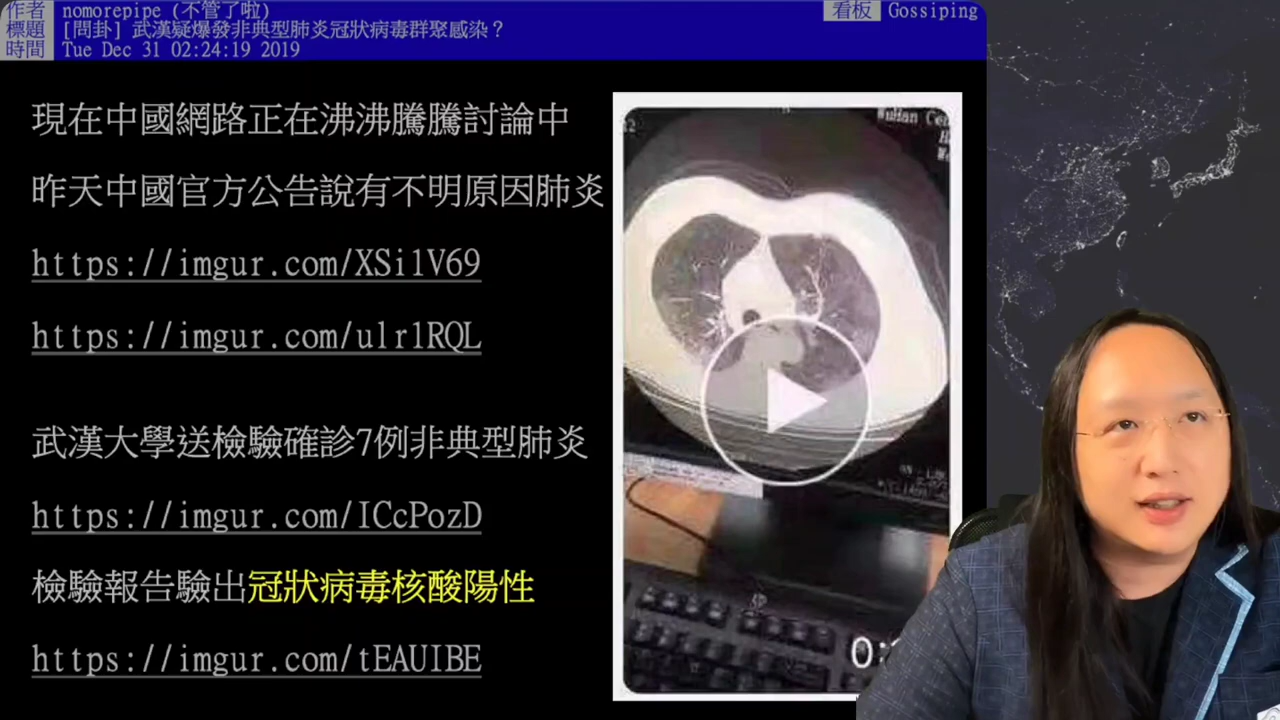 作者 nomorepipe (不管了啦) 看板 Gossiping
標題 [問卦] 武漢疑爆發非典型肺炎冠狀病毒群聚感染?
時間 Tue Dec 31 02:24:19 2019
現在中國網路正在沸沸騰騰討論中
昨天中國官方公告說有不明原因肺炎
https://imgur.com/XSi1V69
https://imgur.com/ulr1RQL
武漢大學送檢驗確診7例非典型肺炎
https://imgur.com/ICcPozD
檢驗報告驗出冠狀病毒核酸陽性
https://imgur.com/tEAUIBE
Wuhan Cen
0: